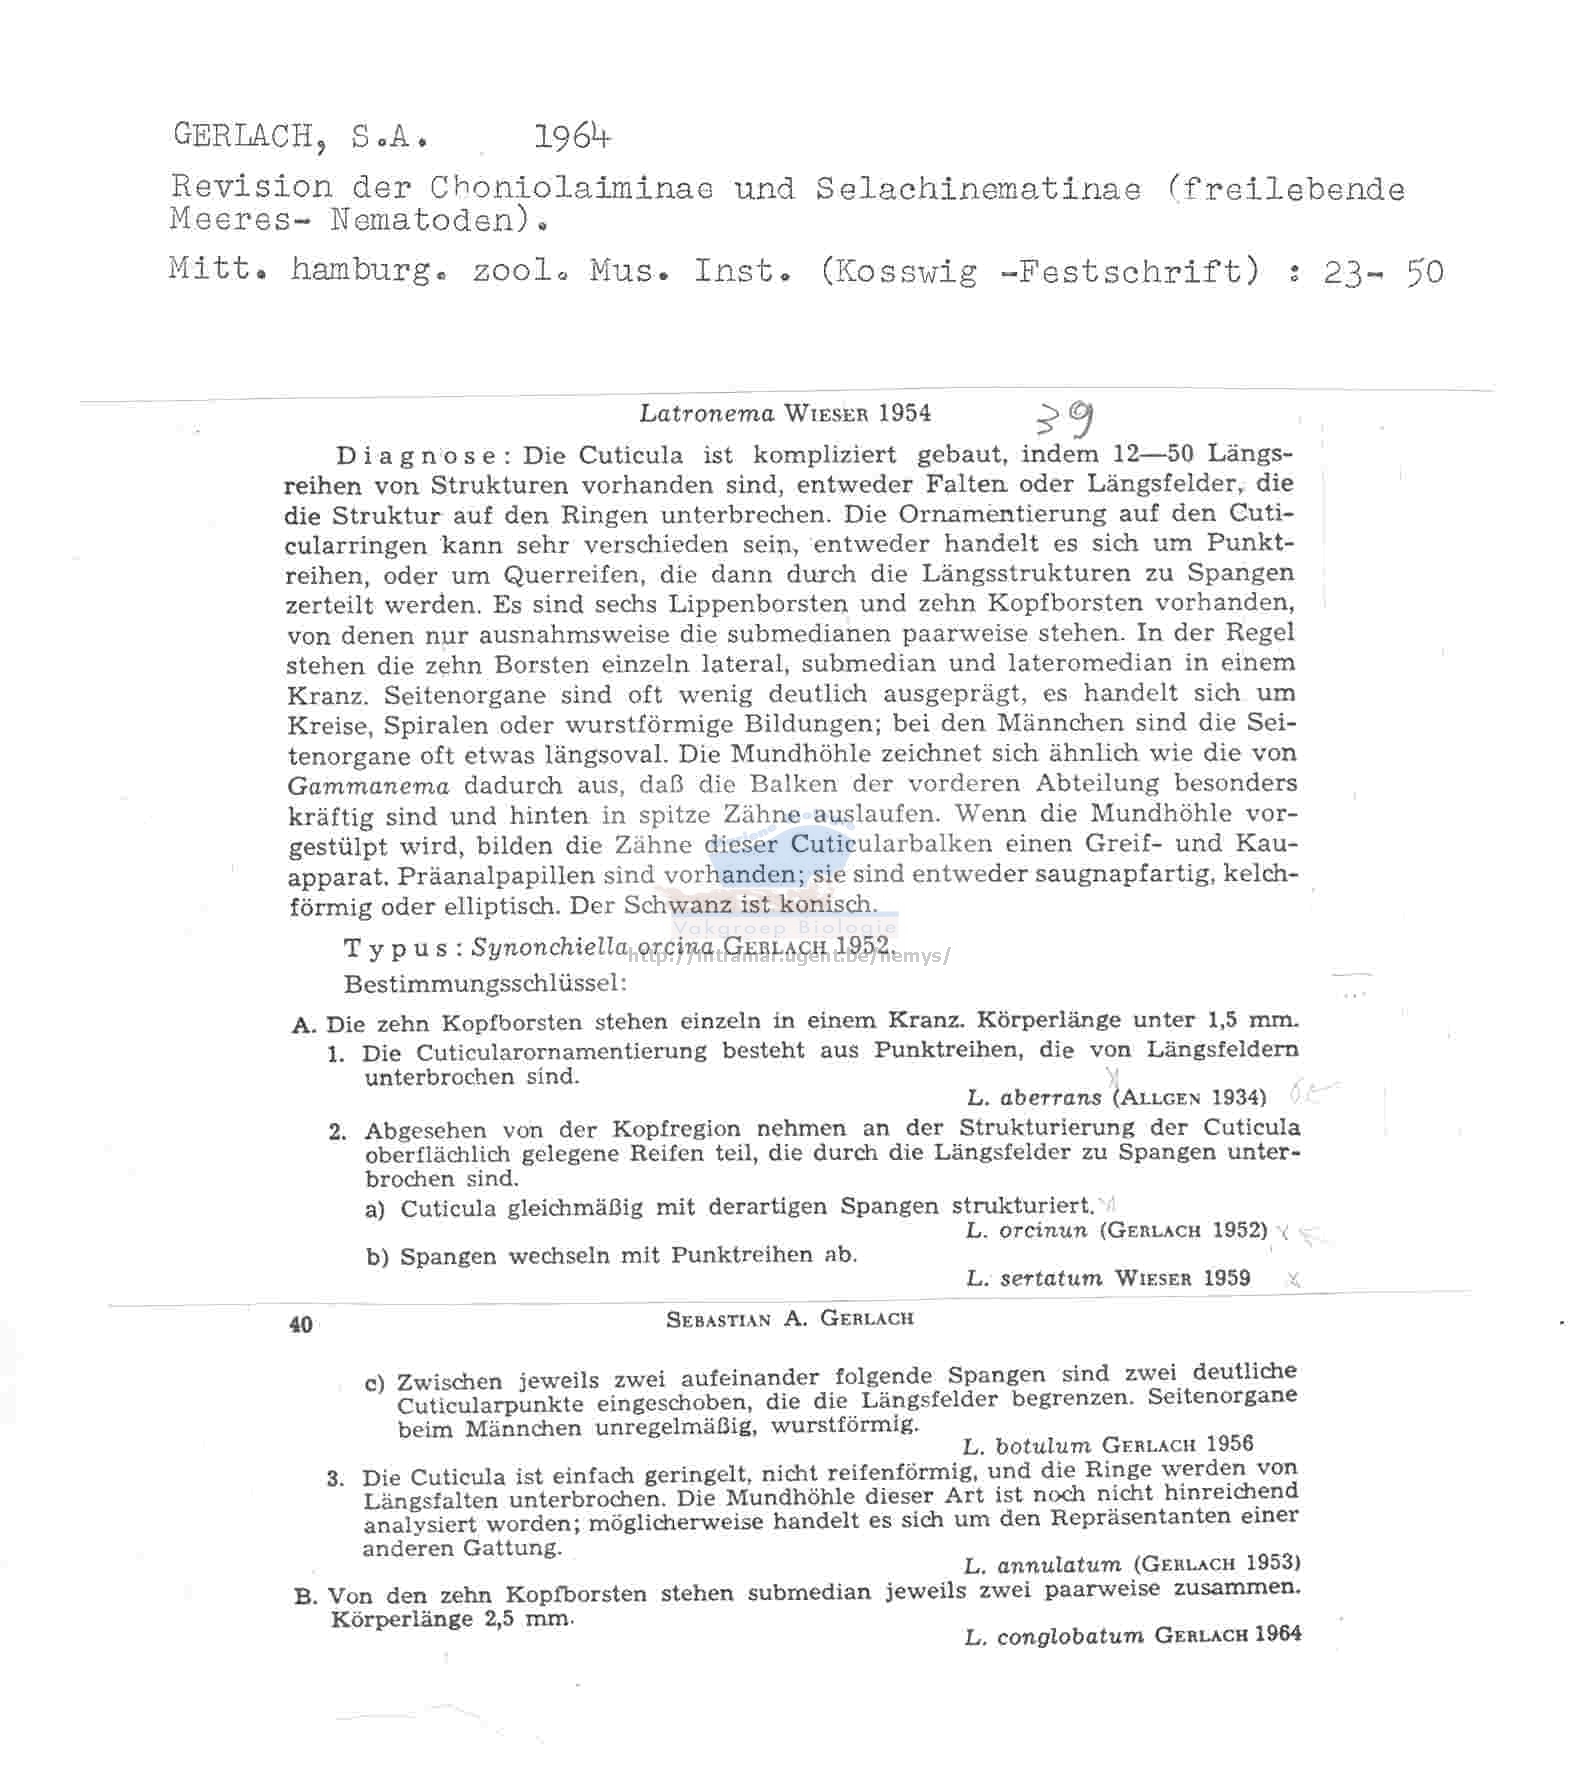 GERLACH, S.A. 1964
Revision der Choniolaiminae und Selachinematinae (freilebende
Meeres- Nematoden).
Mitt. hamburg. zool. Mus. Inst. (Kosswig -Festschrift) : 23- 50
Latronema WIESER 1954 39
Diagnose: Die Cuticula ist kompliziert gebaut, indem 12—50 Längs-
reihen von Strukturen vorhanden sind, entweder Falten oder Längsfelder, die
die Struktur auf den Ringen unterbrechen. Die Ornamentierung auf den Cuti-
cularringen kann sehr verschieden sein, entweder handelt es sich um Punkt-
reihen, oder um Querreifen, die dann durch die Längsstrukturen zu Spangen
zerteilt werden. Es sind sechs Lippenborsten und zehn Kopfborsten vorhanden,
von denen nur ausnahmsweise die submedianen paarweise stehen. In der Regel
stehen die zehn Borsten einzeln lateral, submedian und lateromedian in einem
Kranz. Seitenorgane sind oft wenig deutlich ausgeprägt, es handelt sich um
Kreise, Spiralen oder wurstförmige Bildungen; bei den Männchen sind die Sei-
tenorgane oft etwas längsoval. Die Mundhöhle zeichnet sich ähnlich wie die von
Gammanema dadurch aus, daß die Balken der vorderen Abteilung besonders
kräftig sind und hinten in spitze Zähne auslaufen. Wenn die Mundhöhle vor-
gestülpt wird, bilden die Zähne dieser Cuticularbalken einen Greif- und Kau-
apparat. Präanalpapillen sind vorhanden; sie sind entweder saugnapfartig, kelch-
förmig oder elliptisch. Der Schwanz ist konisch.
Vakgroep Biologie
Typus: Synonchiella orcina GERLACH 1952.
http://intramar.ugent.be/nemys/
Bestimmungsschlüssel:
A. Die zehn Kopfborsten stehen einzeln in einem Kranz. Körperlänge unter 1,5 mm.
1. Die Cuticularornamentierung besteht aus Punktreihen, die von Längsfeldern
unterbrochen sind.
L. aberrans (ALLGEN 1934)
2. Abgesehen von der Kopfregion nehmen an der Strukturierung der Cuticula
oberflächlich gelegene Reifen teil, die durch die Längsfelder zu Spangen unter-
brochen sind.
a) Cuticula gleichmäßig mit derartigen Spangen strukturiert.
L. orcinun (GERLACH 1952)
b) Spangen wechseln mit Punktreihen ab.
L. sertatum WIESER 1959
40 SEBASTIAN A. GERLACH
c) Zwischen jeweils zwei aufeinander folgende Spangen sind zwei deutliche
Cuticularpunkte eingeschoben, die die Längsfelder begrenzen. Seitenorgane
beim Männchen unregelmäßig, wurstförmig.
L. botulum GERLACH 1956
3. Die Cuticula ist einfach geringelt, nicht reifenförmig, und die Ringe werden von
Längsfalten unterbrochen. Die Mundhöhle dieser Art ist noch nicht hinreichend
analysiert worden; möglicherweise handelt es sich um den Repräsentanten einer
anderen Gattung.
L. annulatum (GERLACH 1953)
B. Von den zehn Kopfborsten stehen submedian jeweils zwei paarweise zusammen.
Körperlänge 2,5 mm.
L. conglobatum GERLACH 1964